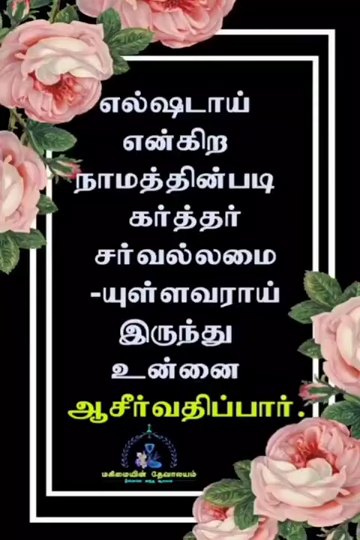 எல்ஷடாய்
என்கிற
நாமத்தின்படி
கர்த்தர்
சர்வல்லமை
-யுள்ளவராய்
இருந்து
உன்னை
ஆசீர்வதிப்பார்.
மகிமையின் தேவாலயம்